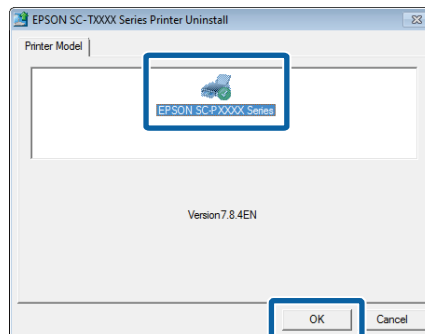 EPSON SC-TXXXX Series Printer Uninstall
Printer Model
EPSON SC-PXXXX Series
Version7.8.4EN
OK Cancel